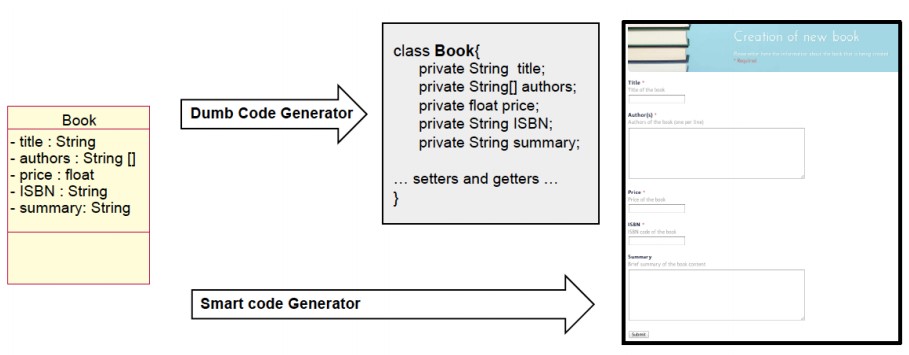 Book
- title : String
- authors : String []
- price : float
- ISBN : String
- summary: String
Dumb Code Generator
class Book{
private String title;
private String[] authors;
private float price;
private String ISBN;
private String summary;
… setters and getters …
}
Smart code Generator
Creation of new book
* Required
Title *
Title of the book
Author(s) *
Authors of the book (one per line)
Price *
Price of the book
ISBN *
ISBN code of the book
Summary
Brief summary of the book content
Submit